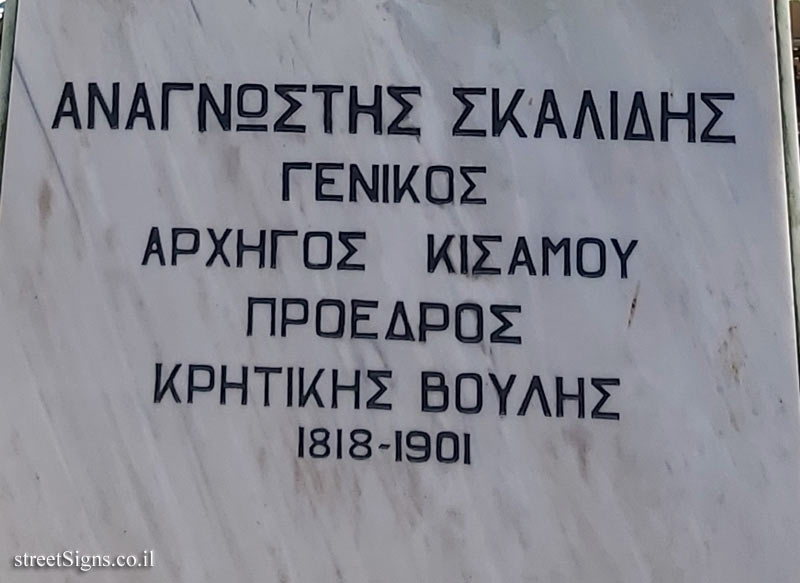 ΑΝΑΓΝΩΣΤΗΣ ΣΚΑΛΙΔΗΣ
ΓΕΝΙΚΟΣ
ΑΡΧΗΓΟΣ ΚΙΣΑΜΟΥ
ΠΡΟΕΔΡΟΣ
ΚΡΗΤΙΚΗΣ ΒΟΥΛΗΣ
1818-1901
streetSigns.co.il